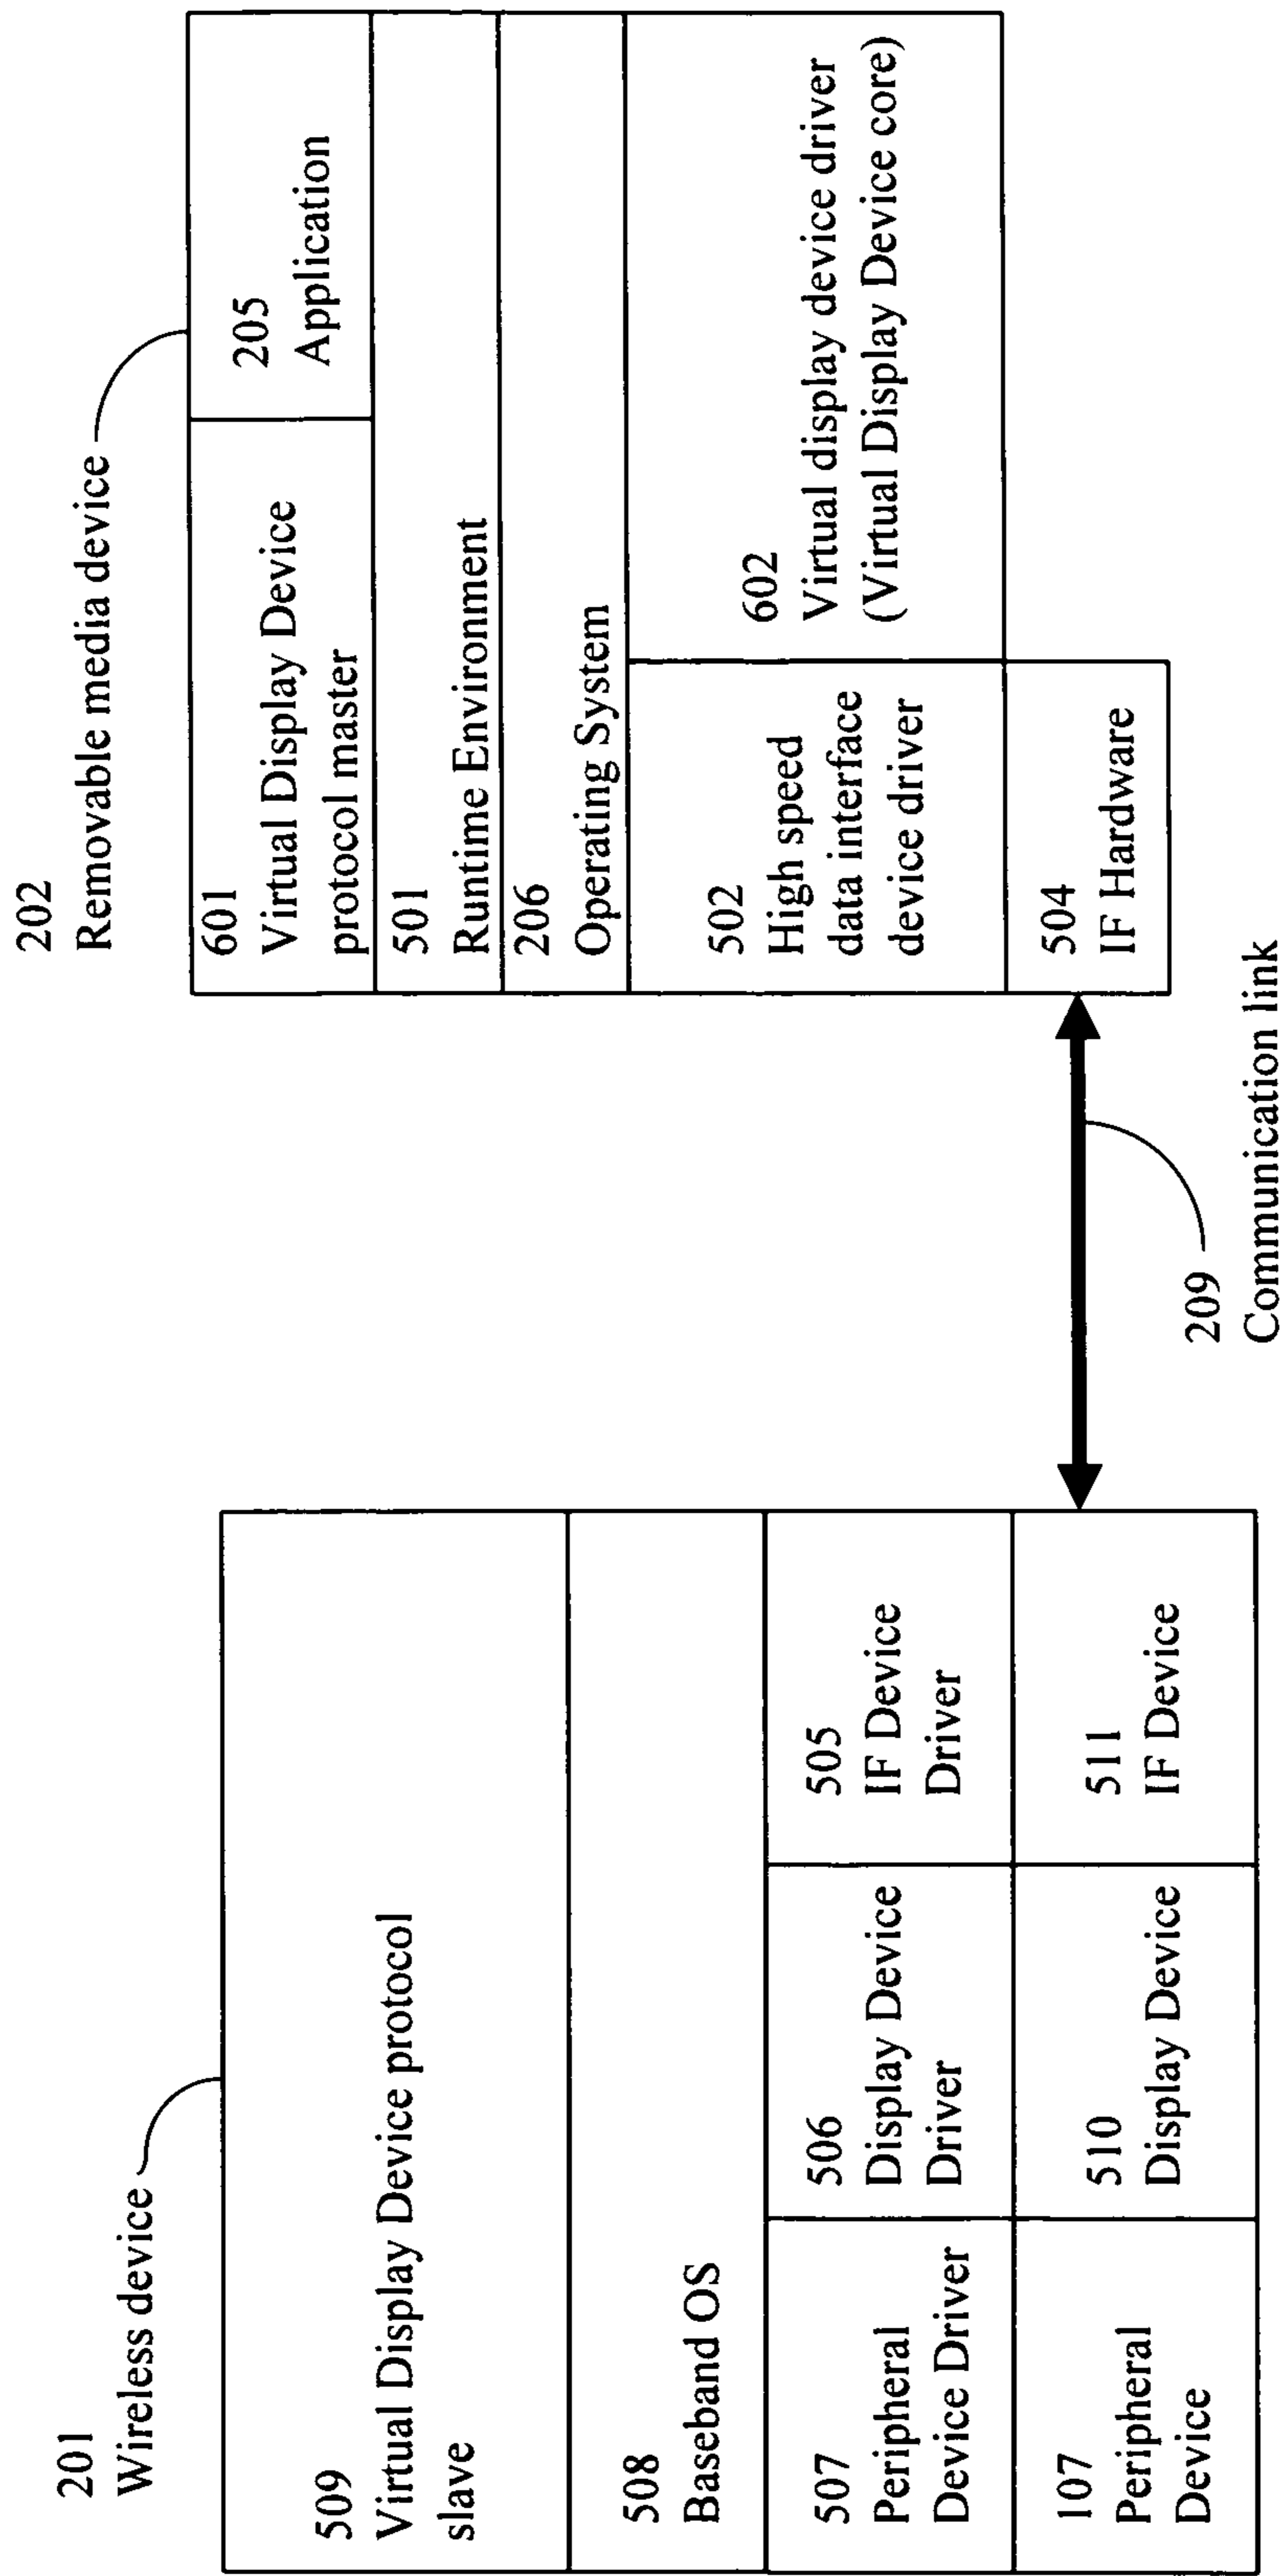 201
Wireless device
509
Virtual Display Device protocol
slave
508
Baseband OS
507
Peripheral
Device Driver
506
Display Device
Driver
505
IF Device
Driver
107
Peripheral
Device
510
Display Device
511
IF Device
209
Communication link
202
Removable media device
601
Virtual Display Device
protocol master
205
Application
501
Runtime Environment
206
Operating System
502
High speed
data interface
device driver
602
Virtual display device driver
(Virtual Display Device core)
504
IF Hardware